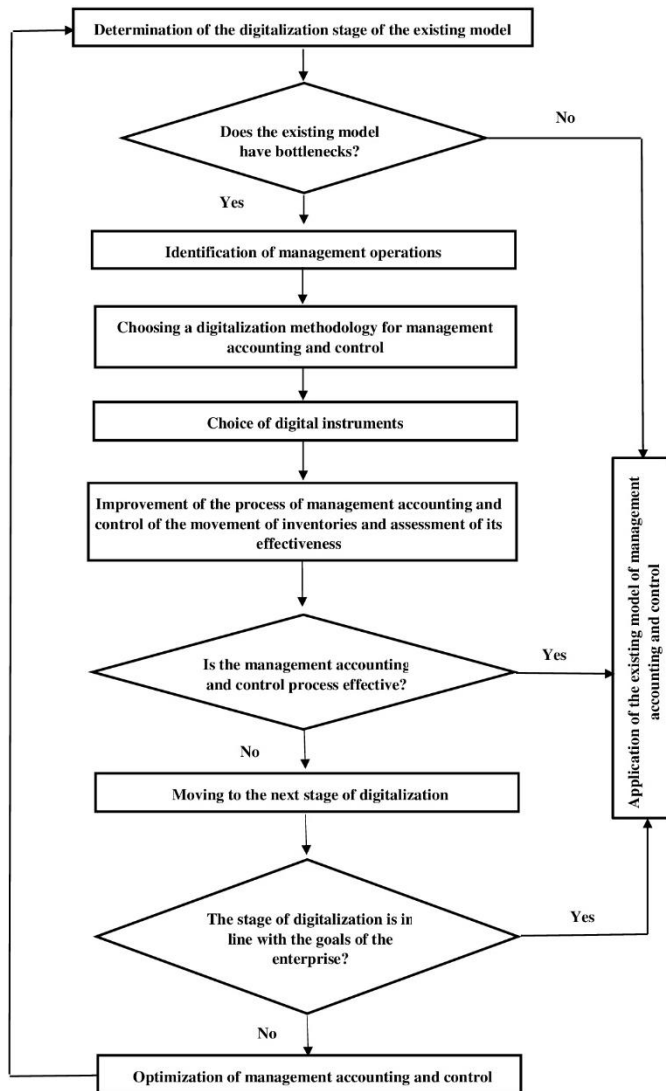 Determination of the digitalization stage of the existing model
Does the existing model
have bottlenecks?
No
Yes
Identification of management operations
Choosing a digitalization methodology for management
accounting and control
Choice of digital instruments
Improvement of the process of management accounting and
control of the movement of inventories and assessment of its
effectiveness
Application of the existing model of management
accounting and control
Is the management accounting
and control process effective?
Yes
No
Moving to the next stage of digitalization
The stage of digitalization is in
line with the goals of the
enterprise?
Yes
No
Optimization of management accounting and control